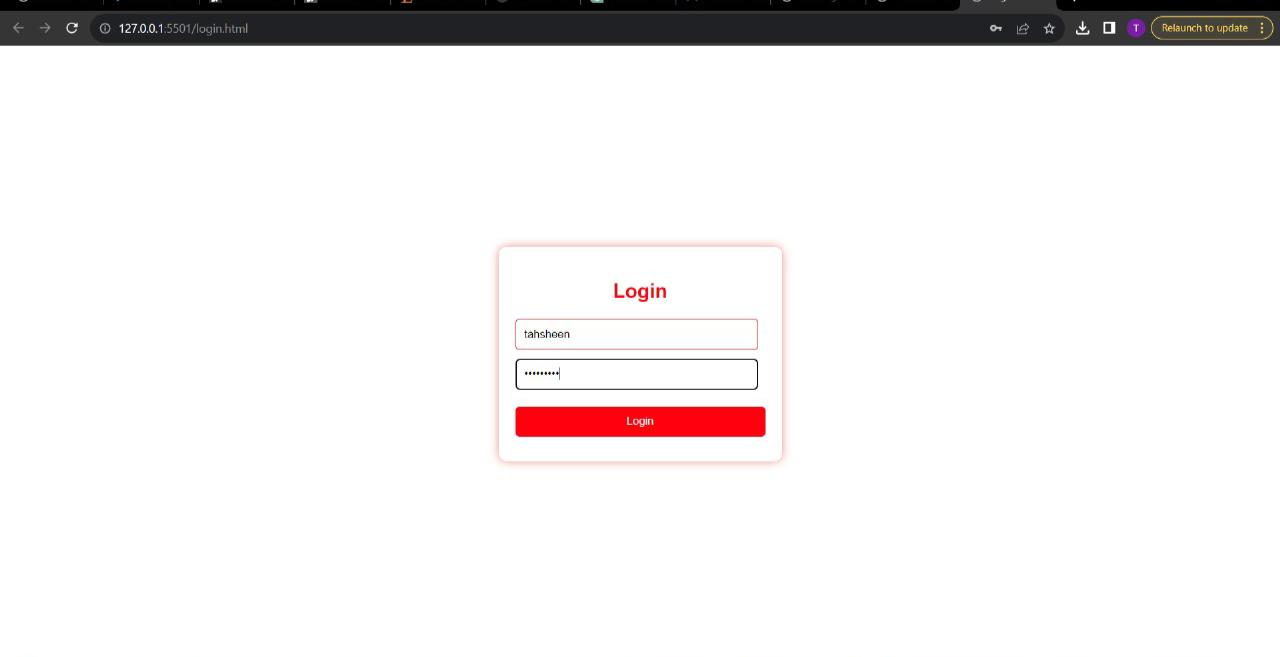 127.0.0.1:5501/login.html
T
Relaunch to update
Login
tahsheen
•••••••••
Login